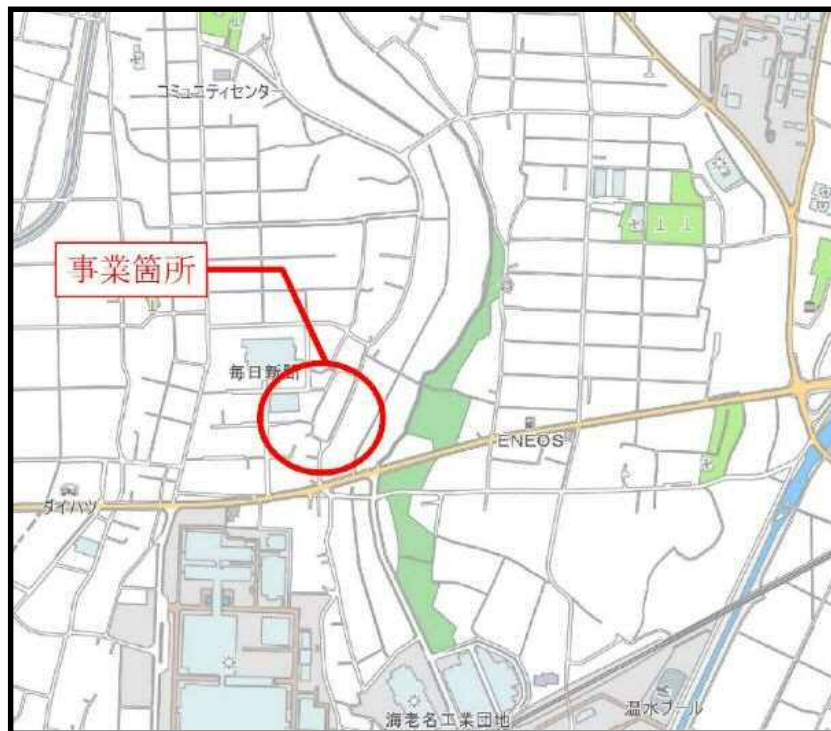 コミュニティセンター
事業箇所
毎日新聞
ENEOS
ダイハツ
海老名工業団地
温水プール